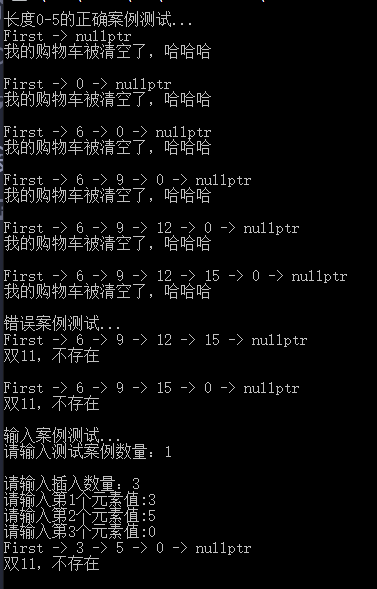 长度0-5的正确案例测试...
First -> nullptr
我的购物车被清空了，哈哈哈
First -> 0 -> nullptr
我的购物车被清空了，哈哈哈
First -> 6 -> 0 -> nullptr
我的购物车被清空了，哈哈哈
First -> 6 -> 9 -> 0 -> nullptr
我的购物车被清空了，哈哈哈
First -> 6 -> 9 -> 12 -> 0 -> nullptr
我的购物车被清空了，哈哈哈
First -> 6 -> 9 -> 12 -> 15 -> 0 -> nullptr
我的购物车被清空了，哈哈哈
错误案例测试...
First -> 6 -> 9 -> 12 -> 15 -> nullptr
双11，不存在
First -> 6 -> 9 -> 15 -> 0 -> nullptr
双11，不存在
输入案例测试...
请输入测试案例数量：1
请输入插入数量：3
请输入第1个元素值:3
请输入第2个元素值:5
请输入第3个元素值:0
First -> 3 -> 5 -> 0 -> nullptr
双11，不存在